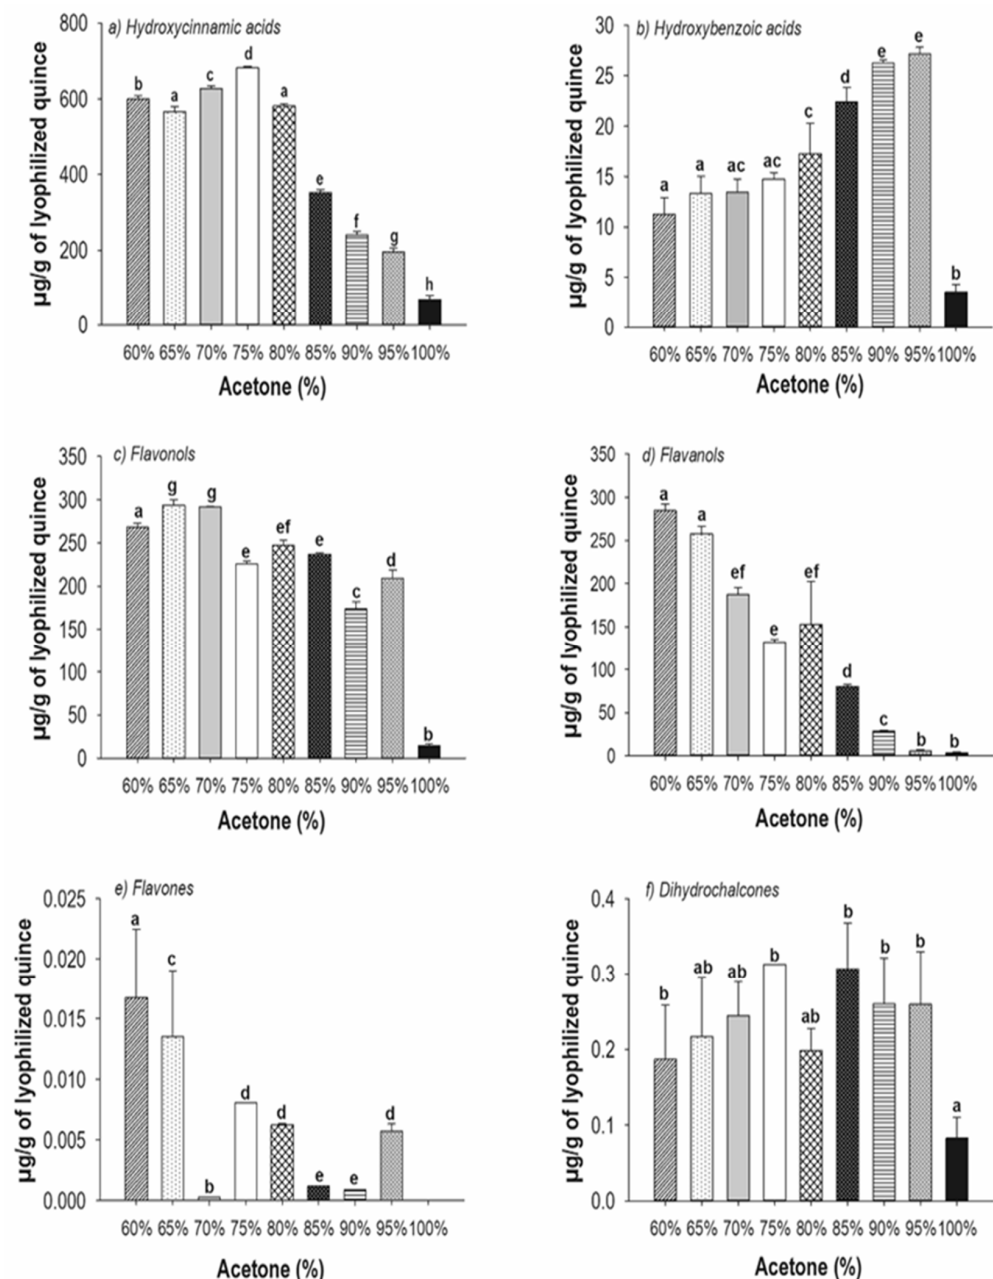 a) Hydroxycinnamic acids
µg/g of lyophilized quince
800
600
400
200
0
b a c d a e f g h
60% 65% 70% 75% 80% 85% 90% 95% 100%
Acetone (%)
b) Hydroxybenzoic acids
µg/g of lyophilized quince
30
25
20
15
10
5
0
a a ac ac c d e e b
60% 65% 70% 75% 80% 85% 90% 95% 100%
Acetone (%)
c) Flavonols
µg/g of lyophilized quince
350
300
250
200
150
100
50
0
a g g e ef e c d b
60% 65% 70% 75% 80% 85% 90% 95% 100%
Acetone (%)
d) Flavanols
µg/g of lyophilized quince
350
300
250
200
150
100
50
0
a a ef e ef d c b b
60% 65% 70% 75% 80% 85% 90% 95% 100%
Acetone (%)
e) Flavones
µg/g of lyophilized quince
0.025
0.020
0.015
0.010
0.005
0.000
a c b d d e e d
60% 65% 70% 75% 80% 85% 90% 95% 100%
Acetone (%)
f) Dihydrochalcones
µg/g of lyophilized quince
0.4
0.3
0.2
0.1
0.0
b ab ab b ab b b b a
60% 65% 70% 75% 80% 85% 90% 95% 100%
Acetone (%)